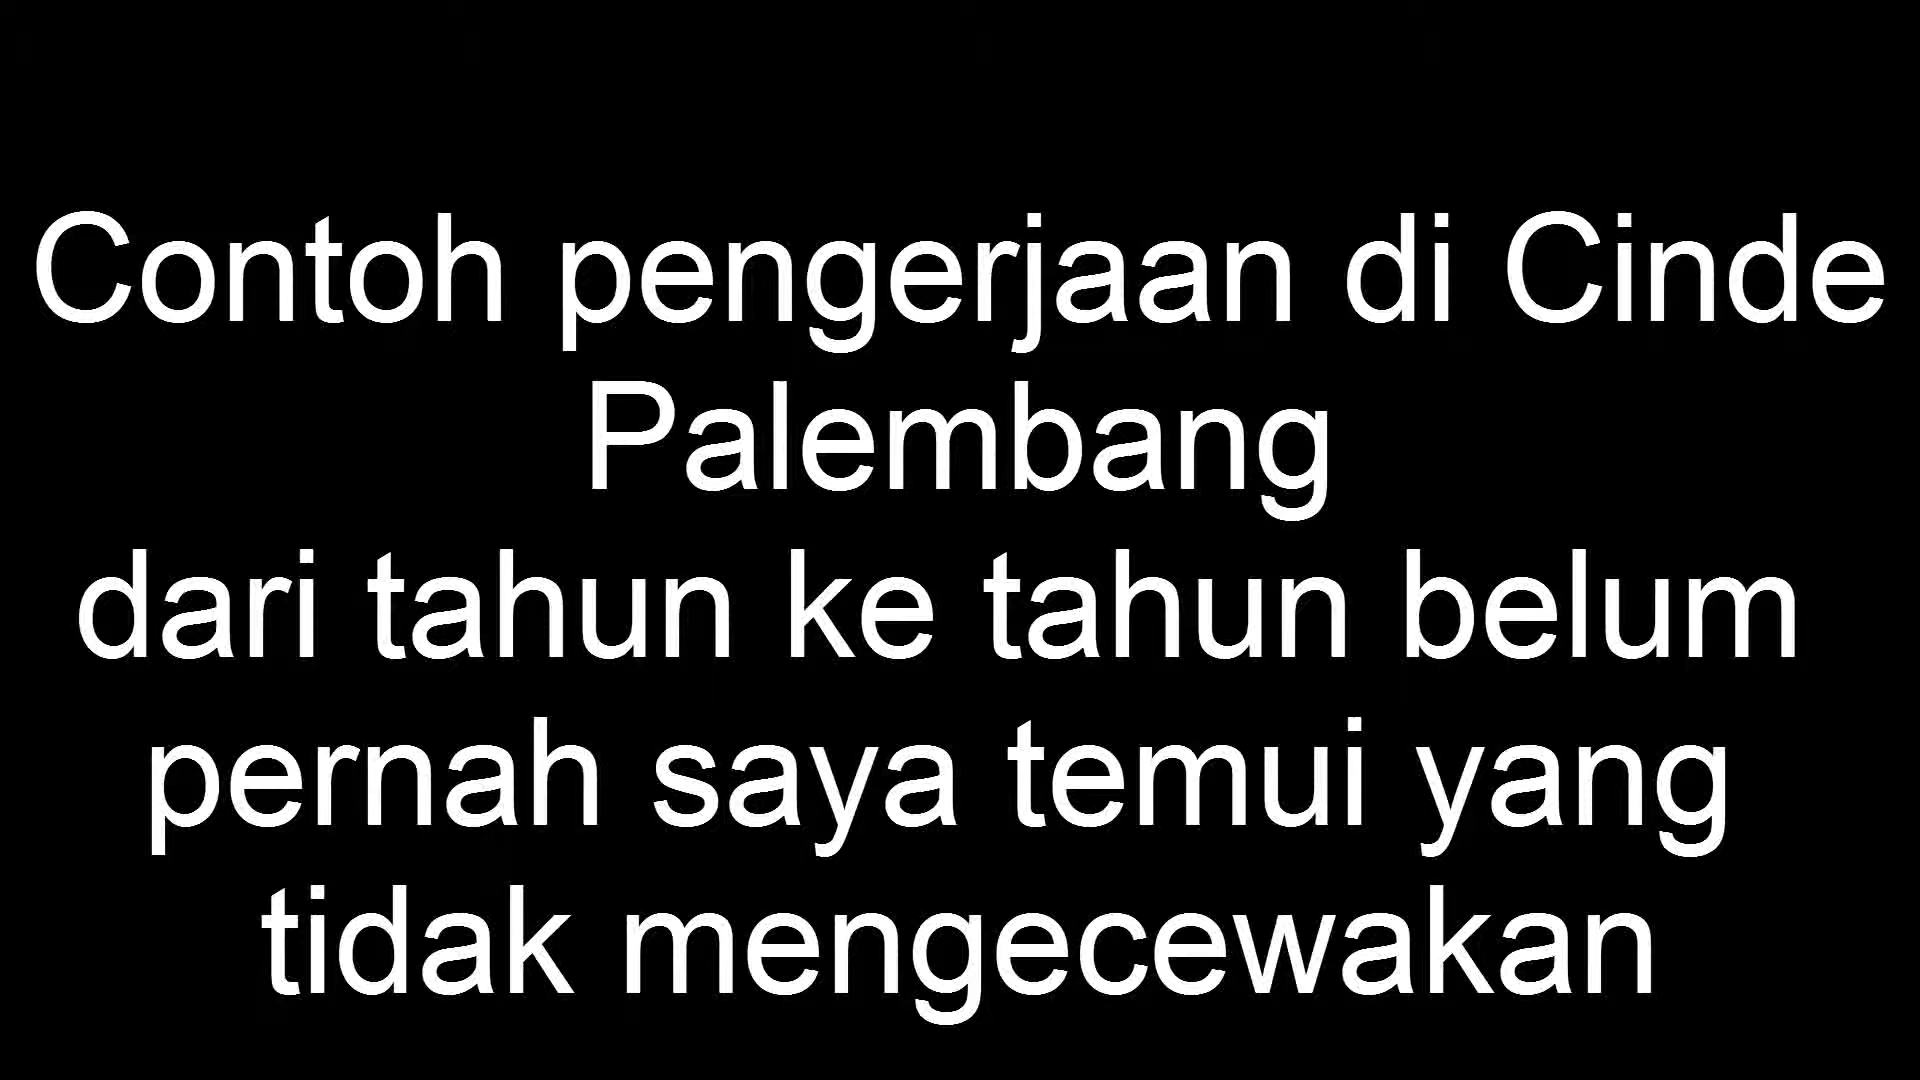 Contoh pengerjaan di Cinde
Palembang
dari tahun ke tahun belum
pernah saya temui yang
tidak mengecewakan